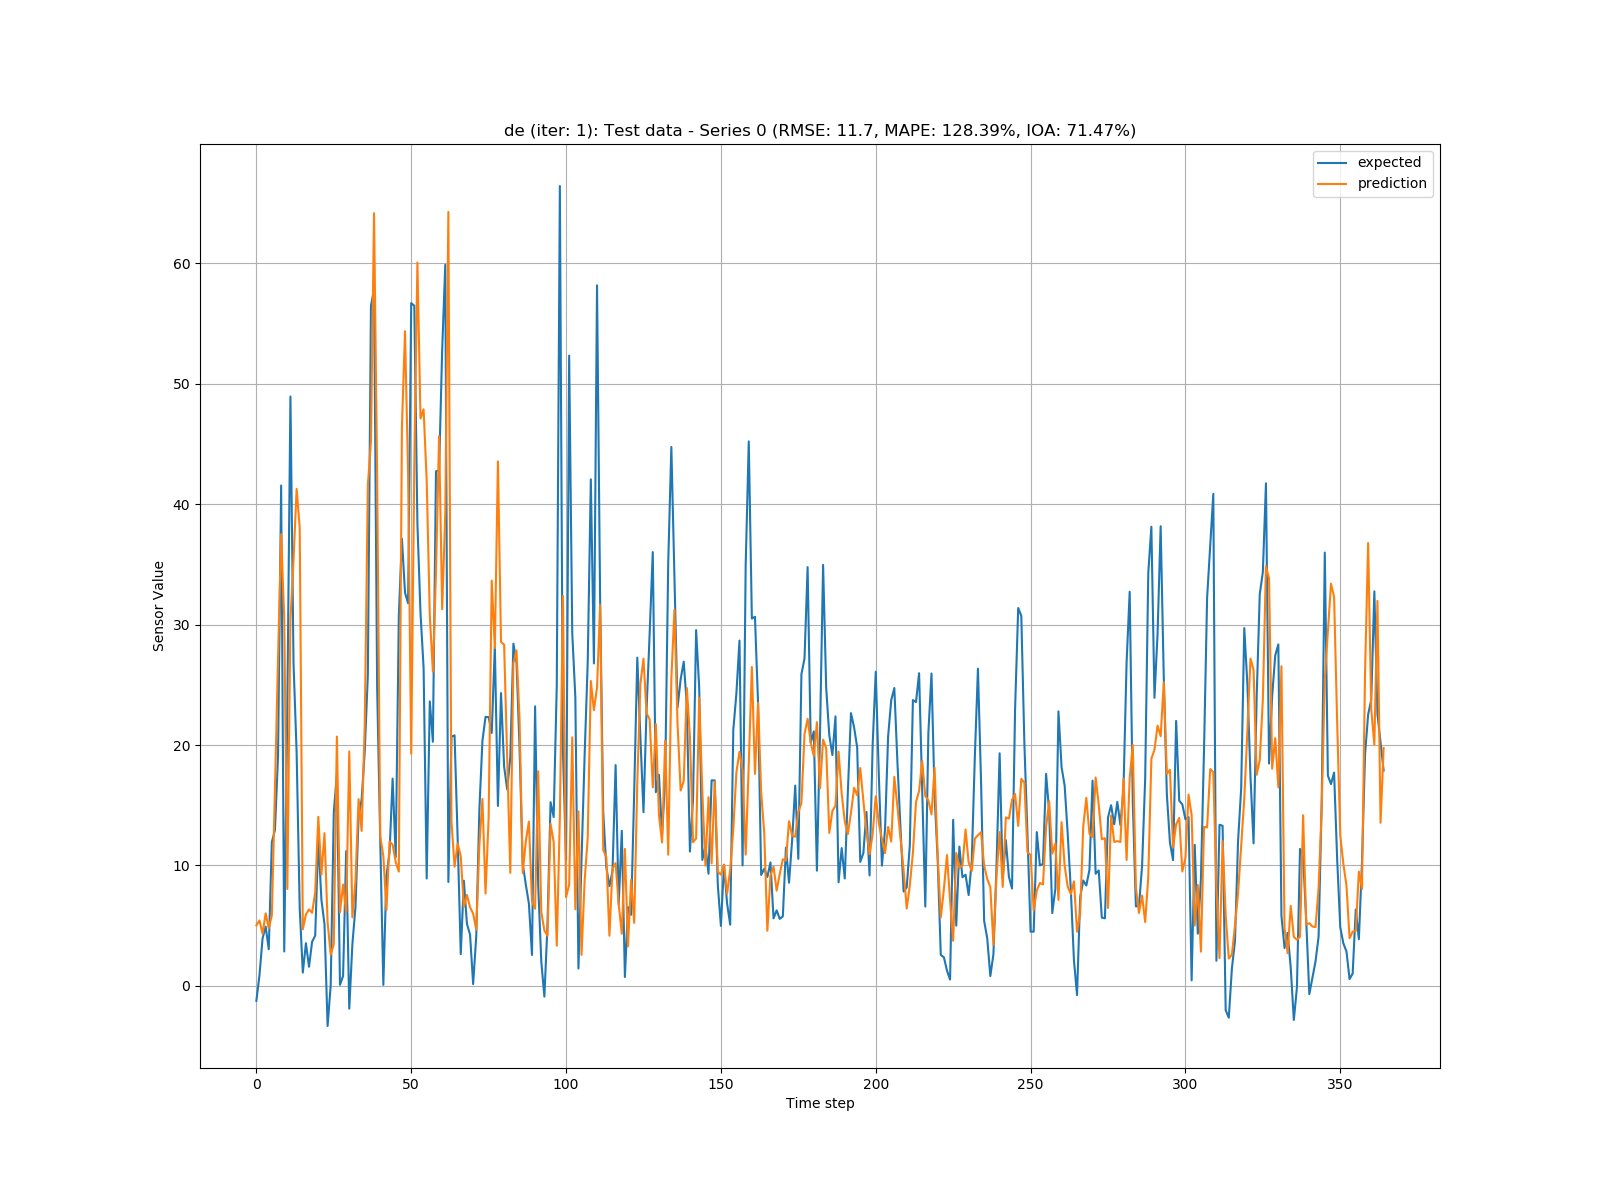 de (iter: 1): Test data - Series 0 (RMSE: 11.7, MAPE: 128.39%, IOA: 71.47%)
expected
prediction
Sensor Value
60
50
40
30
20
10
0
0 50 100 150 200 250 300 350
Time step